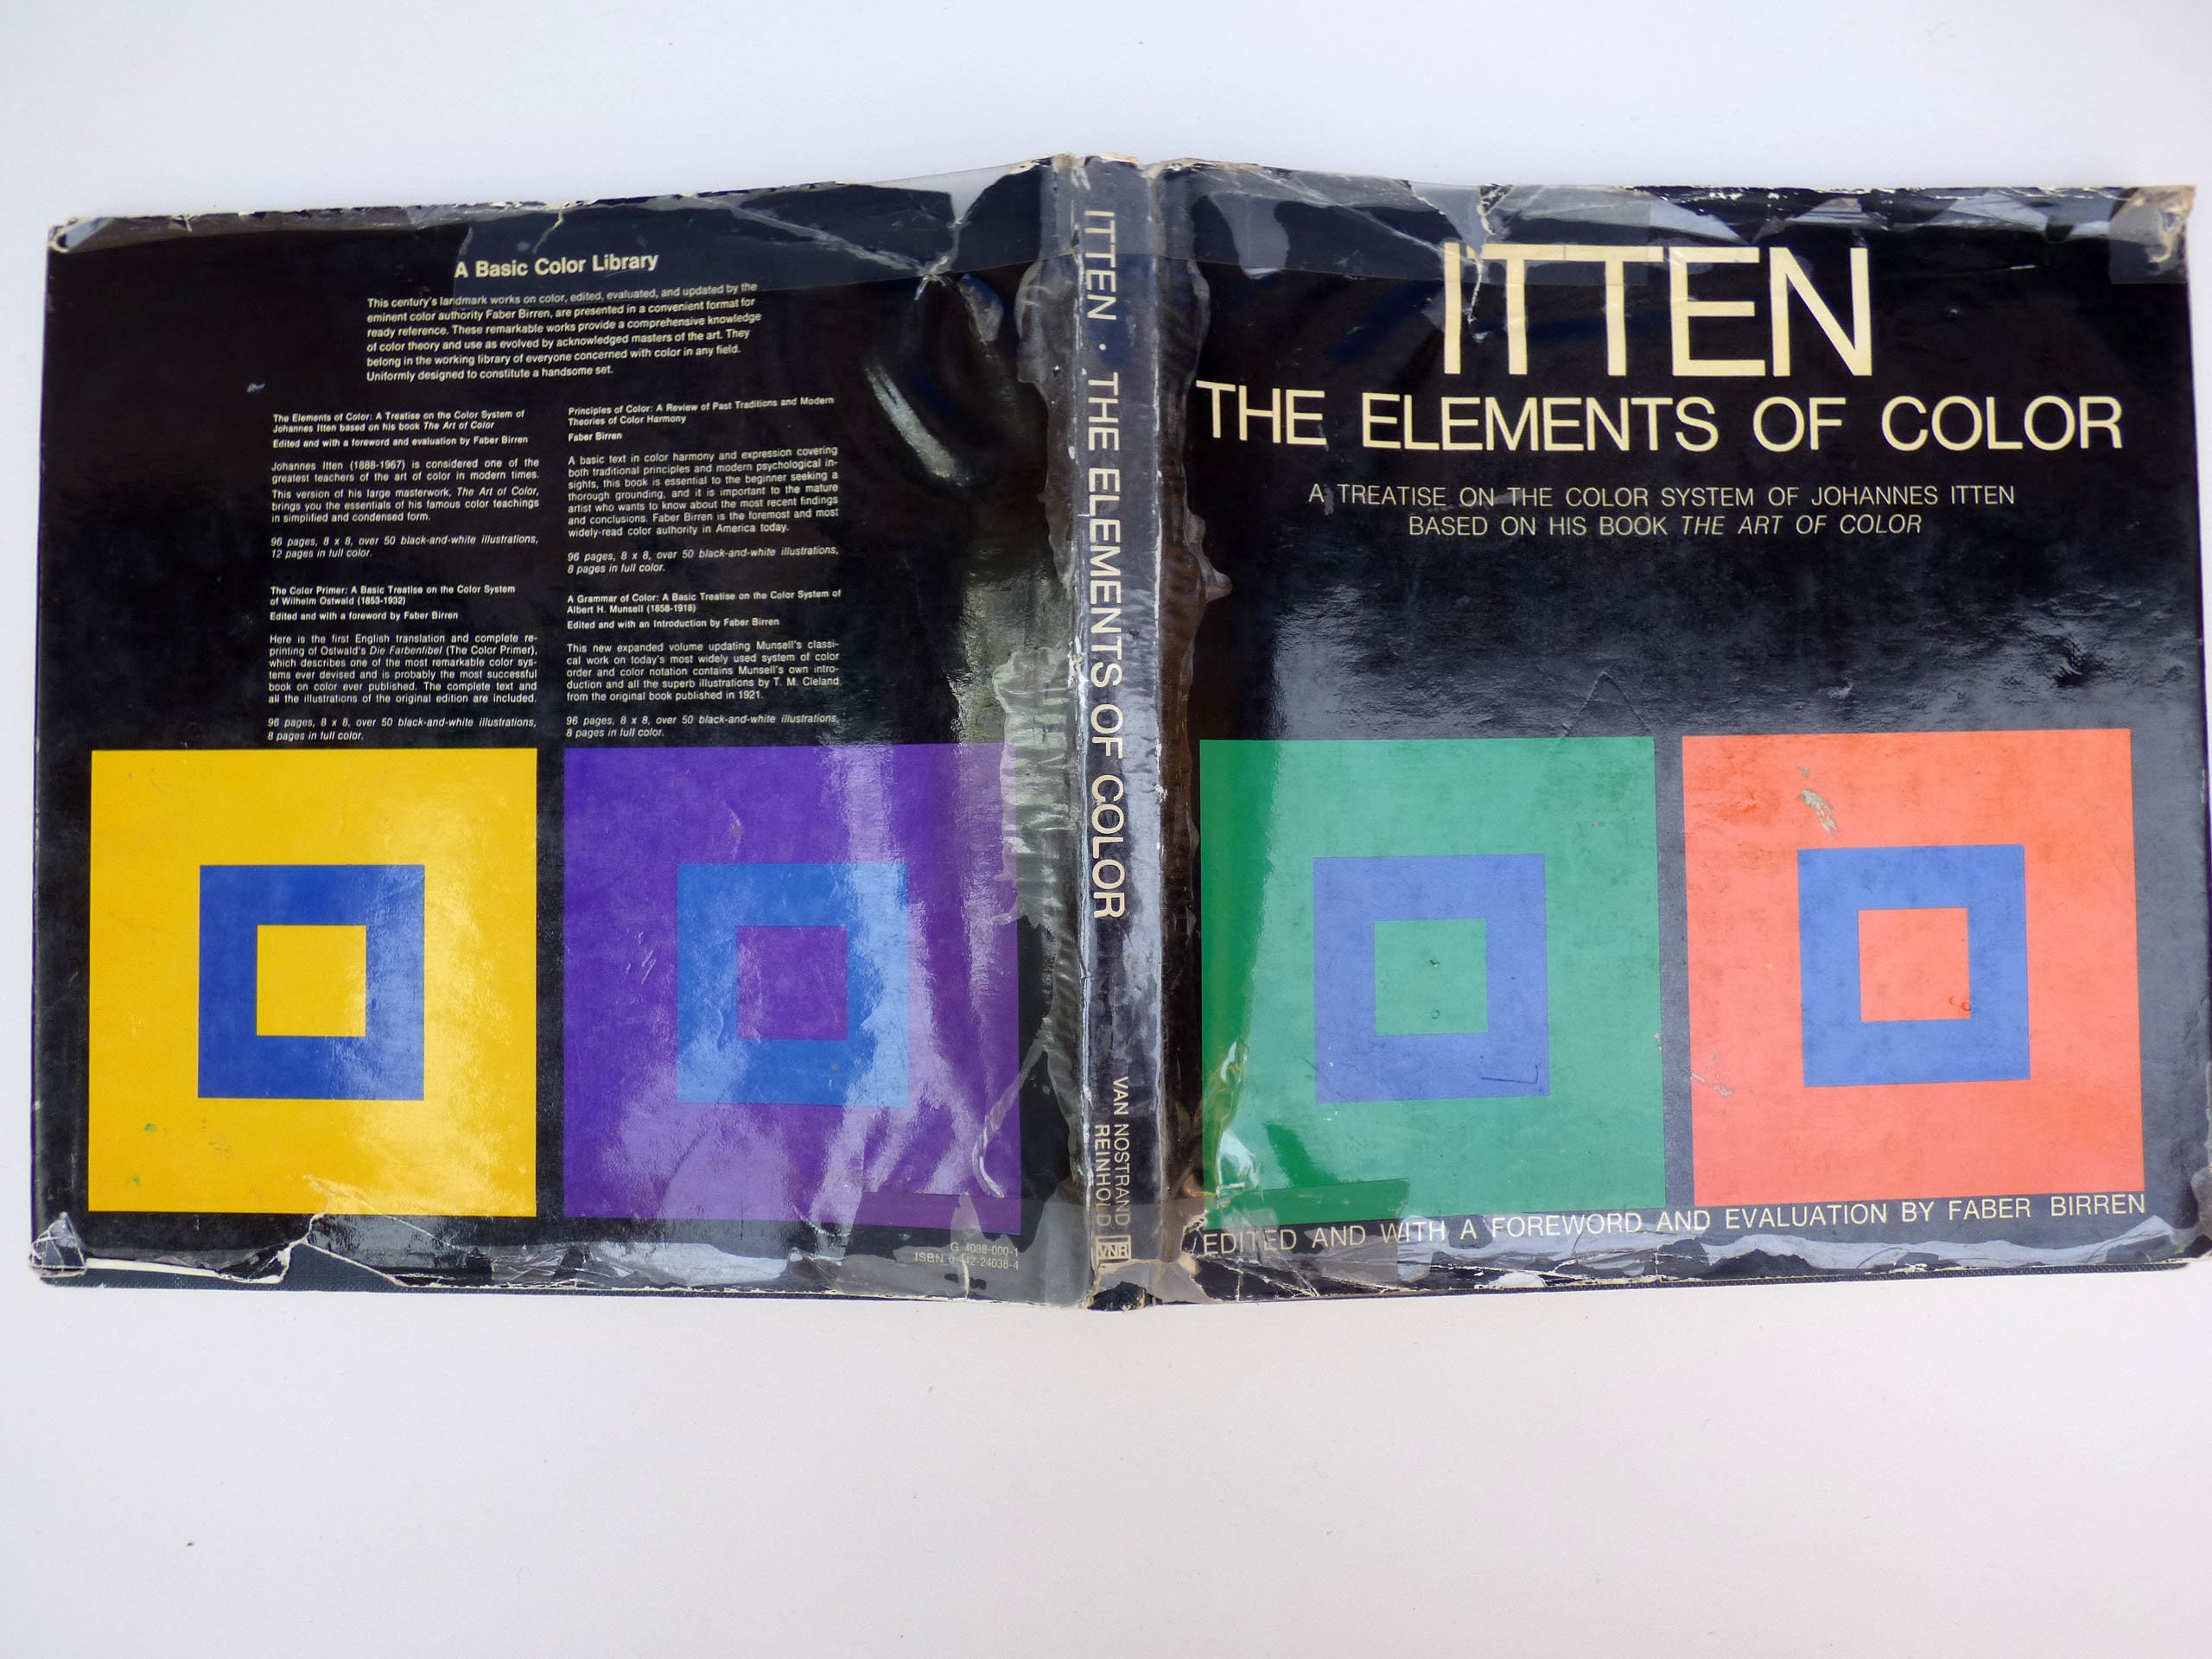 A Basic Color Library
This century's landmark works on color, edited, evaluated, and updated by the
eminent color authority Faber Birren, are presented in a convenient format for
ready reference. These remarkable works provide a comprehensive knowledge
of color theory and use as evolved by acknowledged masters of the art. They
belong in the working library of everyone concerned with color in any field.
Uniformly designed to constitute a handsome set.
The Elements of Color: A Treatise on the Color System of
Johannes Itten based on his book The Art of Color
Edited and with a foreword and evaluation by Faber Birren
Johannes Itten (1888-1967) is considered one of the
greatest teachers of the art of color in modern times.
This version of his large masterwork, The Art of Color,
brings you the essentials of his famous color teachings
in simplified and condensed form.
96 pages, 8 x 8, over 50 black-and-white illustrations,
12 pages in full color.
The Color Primer: A Basic Treatise on the Color System
of Wilhelm Ostwald (1853-1932)
Edited and with a foreword by Faber Birren
Here is the first English translation and complete re-
printing of Ostwald's Die Farbenfibel (The Color Primer),
which describes one of the most remarkable color sys-
tems ever devised and is probably the most successful
book on color ever published. The complete text and
all the illustrations of the original edition are included.
96 pages, 8 x 8, over 50 black-and-white illustrations,
8 pages in full color.
Principles of Color: A Review of Past Traditions and Modern
Theories of Color Harmony
Faber Birren
A basic text in color harmony and expression covering
both traditional principles and modern psychological in-
sights, this book is essential to the beginner seeking a
thorough grounding, and it is important to the mature
artist who wants to know about the most recent findings
and conclusions. Faber Birren is the foremost and most
widely-read color authority in America today.
96 pages, 8 x 8, over 50 black-and-white illustrations,
8 pages in full color.
A Grammar of Color: A Basic Treatise on the Color System of
Albert H. Munsell (1858-1918)
Edited and with an Introduction by Faber Birren
This new expanded volume updating Munsell's classi-
cal work on today's most widely used system of color
order and color notation contains Munsell's own intro-
duction and all the superb illustrations by T. M. Cleland
from the original book published in 1921.
96 pages, 8 x 8, over 50 black-and-white illustrations,
8 pages in full color.
G 4038-000-1
ISBN 0-442-24038-4
ITTEN · THE ELEMENTS OF COLOR
VAN NOSTRAND
REINHOLD
VNR
ITTEN
THE ELEMENTS OF COLOR
A TREATISE ON THE COLOR SYSTEM OF JOHANNES ITTEN
BASED ON HIS BOOK THE ART OF COLOR
EDITED AND WITH A FOREWORD AND EVALUATION BY FABER BIRREN